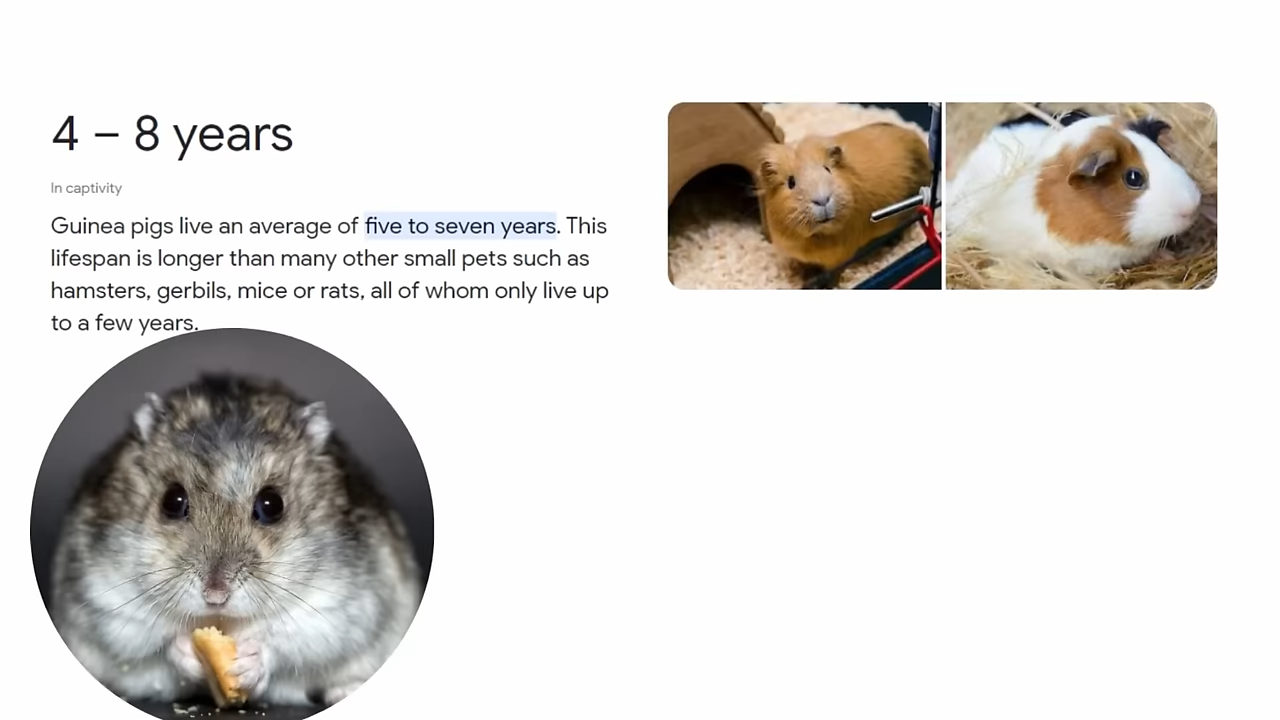 4 – 8 years
In captivity
Guinea pigs live an average of five to seven years. This
lifespan is longer than many other small pets such as
hamsters, gerbils, mice or rats, all of whom only live up
to a few years.